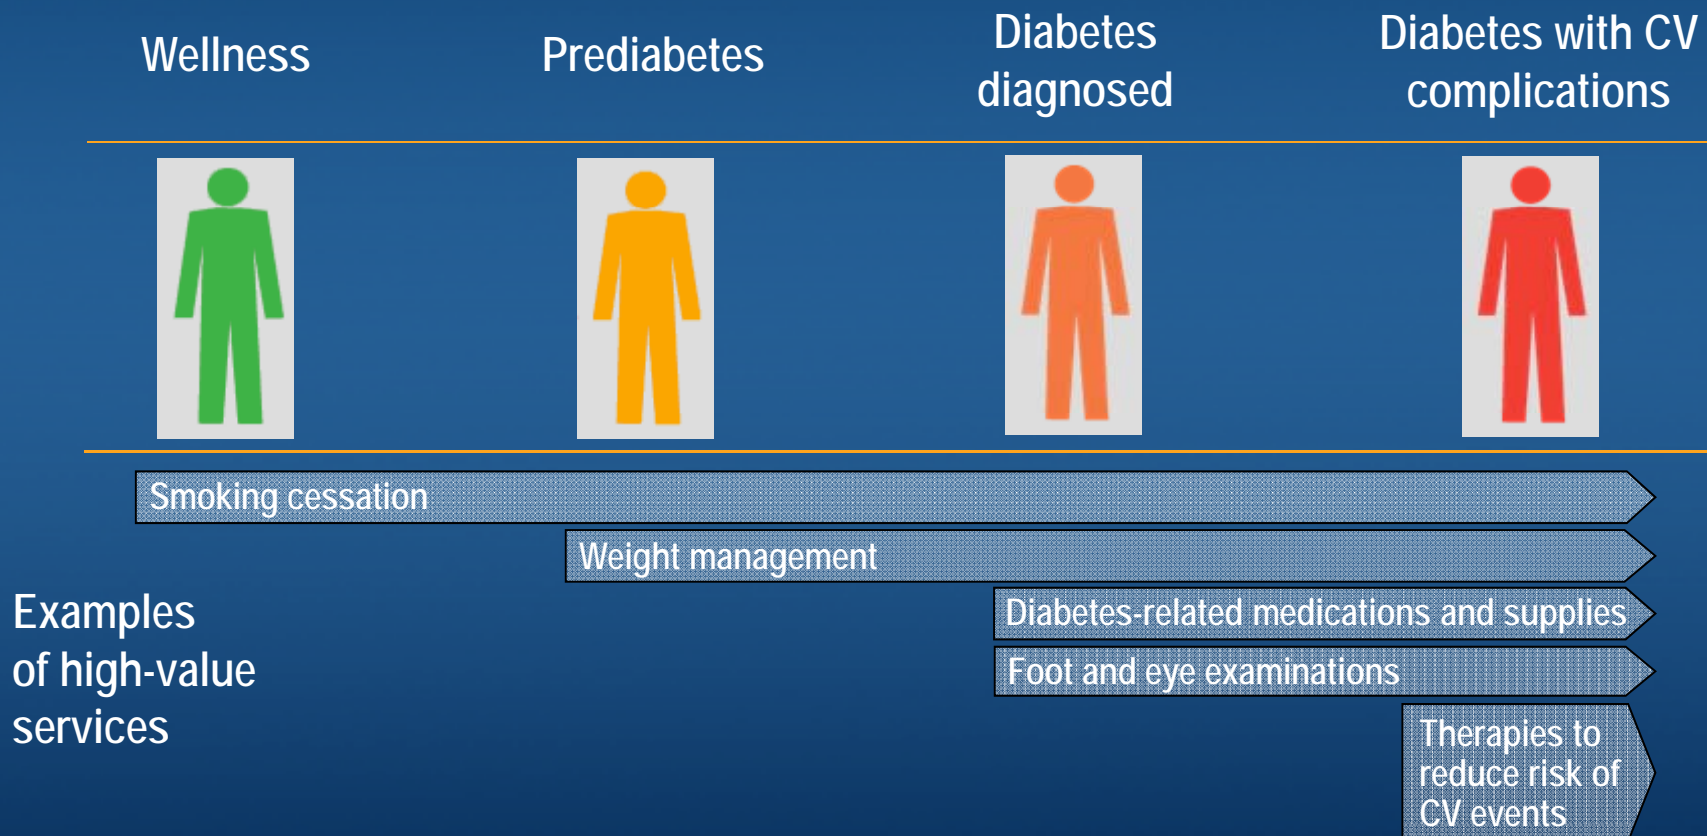 Wellness
Prediabetes
Diabetes
diagnosed
Diabetes with CV
complications
Smoking cessation
Weight management
Diabetes-related medications and supplies
Foot and eye examinations
Therapies to
reduce risk of
CV events
Examples
of high-value
services